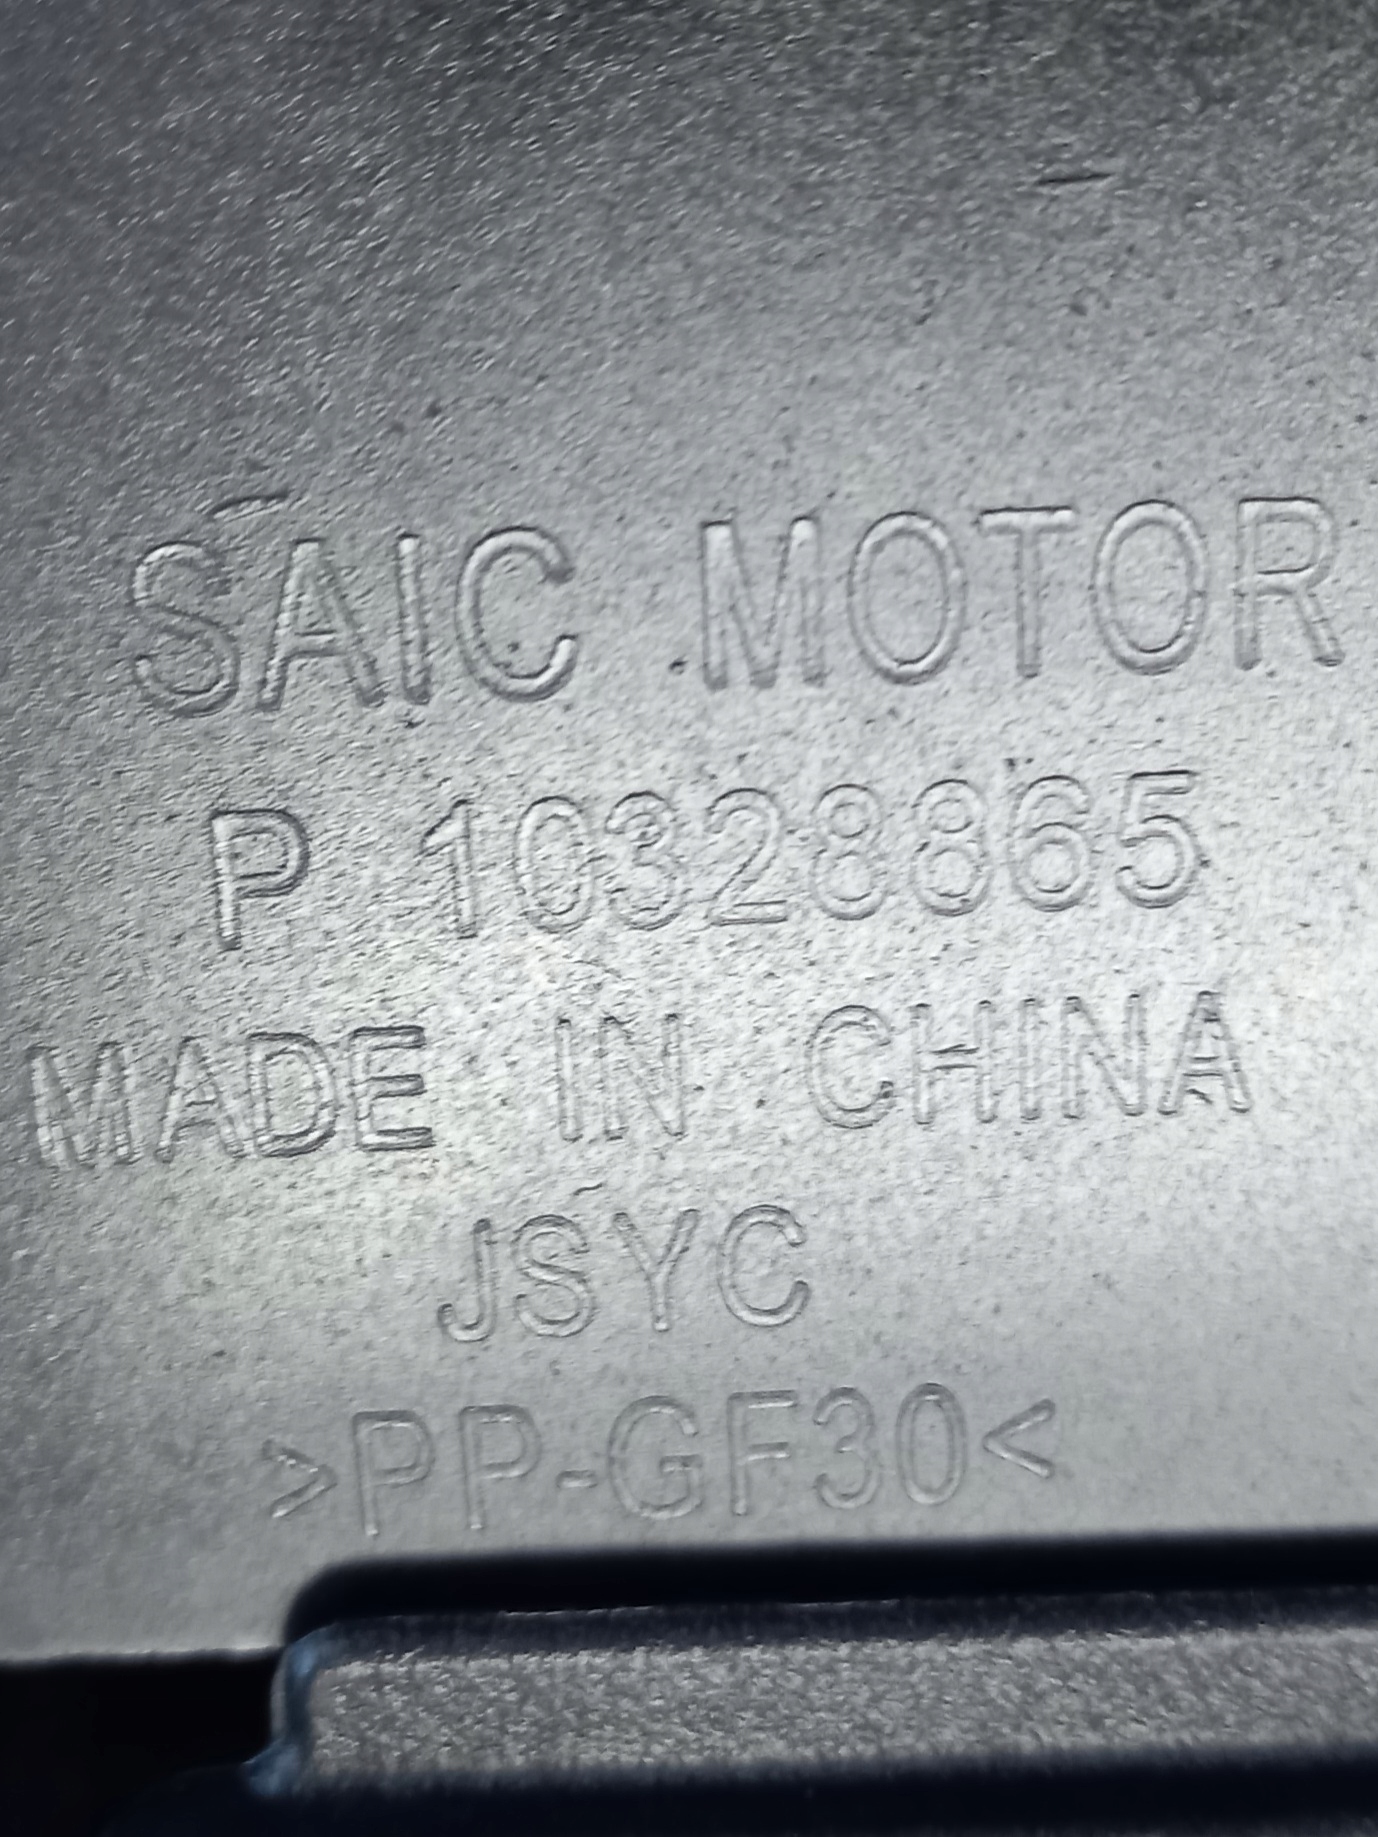 SAIC MOTOR
P 10328865
MADE IN CHINA
JSYC
>PP-GF30<